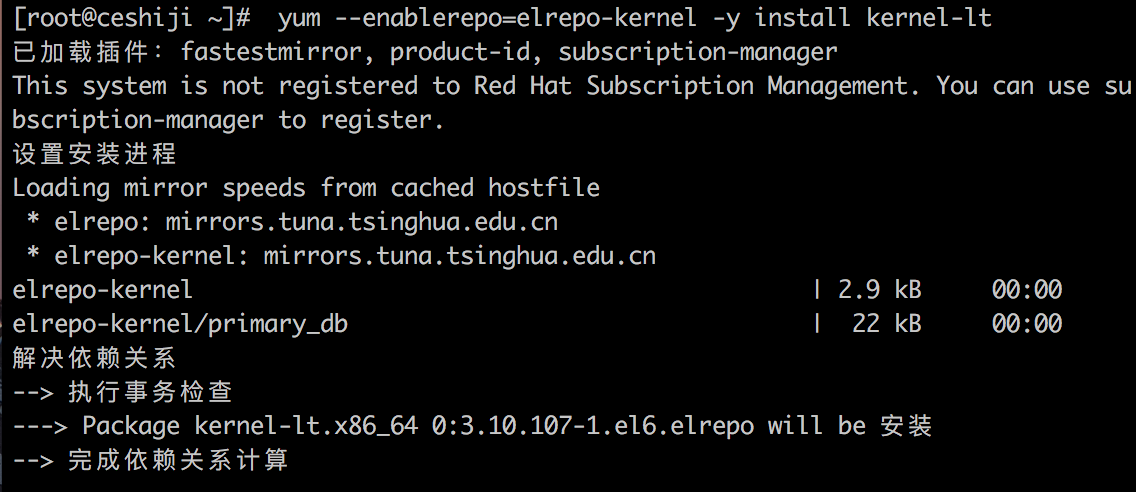 [root@ceshiji ~]#  yum --enablerepo=elrepo-kernel -y install kernel-lt
已加载插件：fastestmirror, product-id, subscription-manager
This system is not registered to Red Hat Subscription Management. You can use su
bscription-manager to register.
设置安装进程
Loading mirror speeds from cached hostfile
 * elrepo: mirrors.tuna.tsinghua.edu.cn
 * elrepo-kernel: mirrors.tuna.tsinghua.edu.cn
elrepo-kernel                                            | 2.9 kB     00:00
elrepo-kernel/primary_db                                 |  22 kB     00:00
解决依赖关系
--> 执行事务检查
---> Package kernel-lt.x86_64 0:3.10.107-1.el6.elrepo will be 安装
--> 完成依赖关系计算